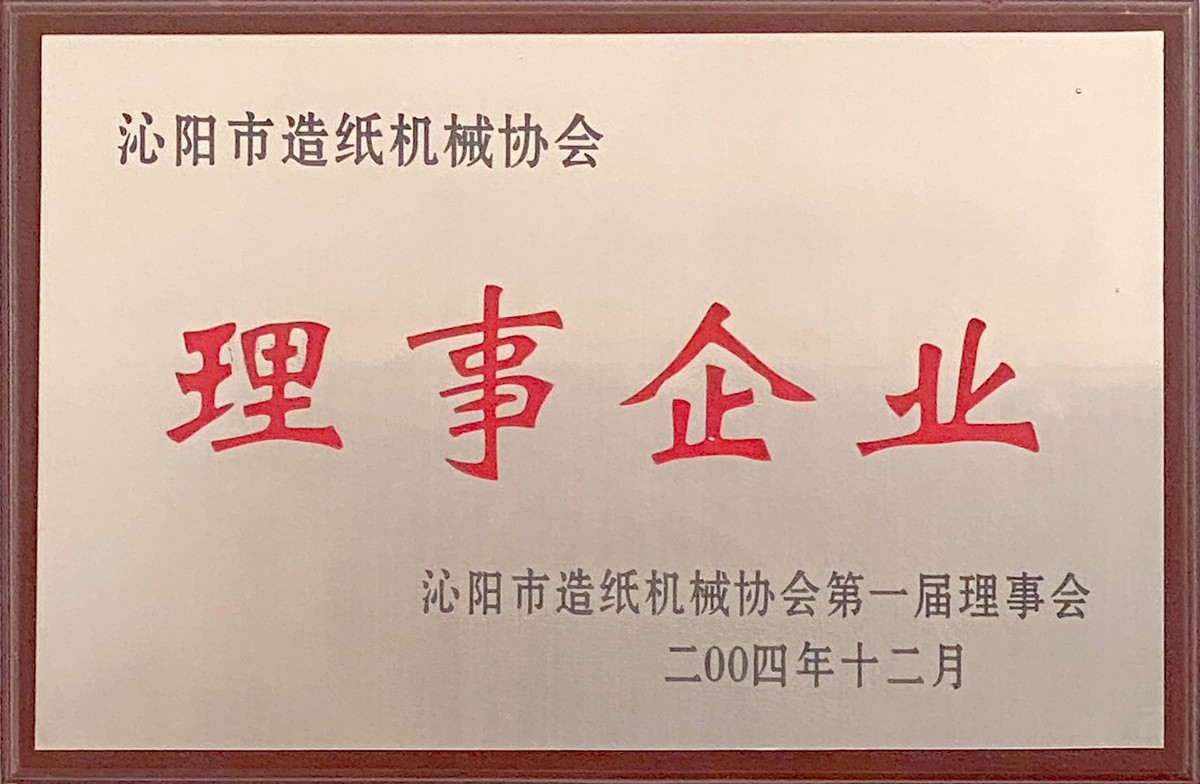 沁阳市造纸机械协会
理事企业
沁阳市造纸机械协会第一届理事会
二00四年十二月